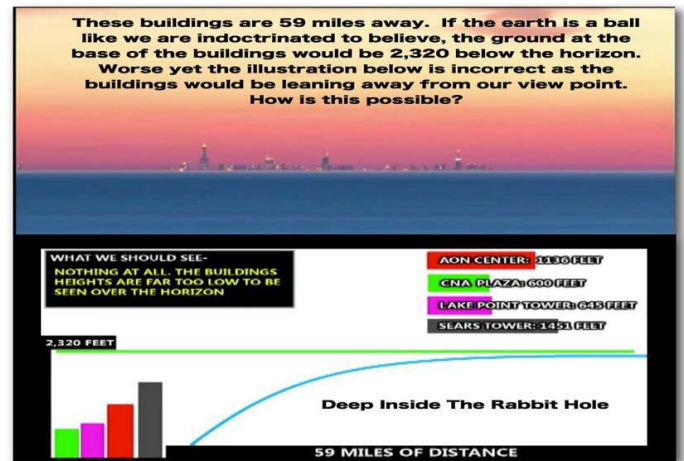 These buildings are 59 miles away. If the earth is a ball
like we are indoctrinated to believe, the ground at the
base of the buildings would be 2,320 below the horizon.
Worse yet the illustration below is incorrect as the
buildings would be leaning away from our view point.
How is this possible?
WHAT WE SHOULD SEE-
NOTHING AT ALL. THE BUILDINGS
HEIGHTS ARE FAR TOO LOW TO BE
SEEN OVER THE HORIZON
AON CENTER: 1136 FEET
CNA PLAZA: 600 FEET
LAKE POINT TOWER: 645 FEET
SEARS TOWER: 1451 FEET
2,320 FEET
Deep Inside The Rabbit Hole
59 MILES OF DISTANCE